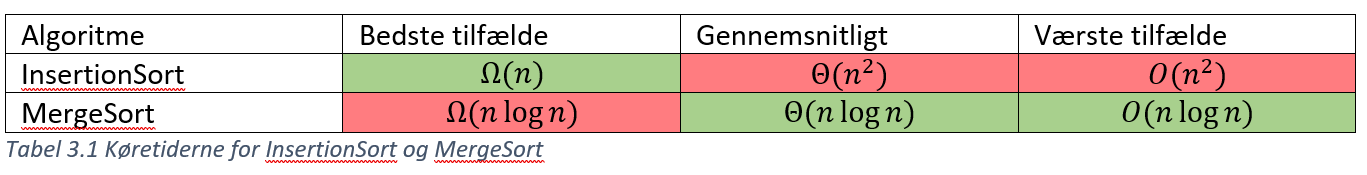 Algoritme Bedste tilfælde Gennemsnitligt Værste tilfælde
InsertionSort Ω(n) Θ(n²) O(n²)
MergeSort Ω(n log n) Θ(n log n) O(n log n)
Tabel 3.1 Køretiderne for InsertionSort og MergeSort